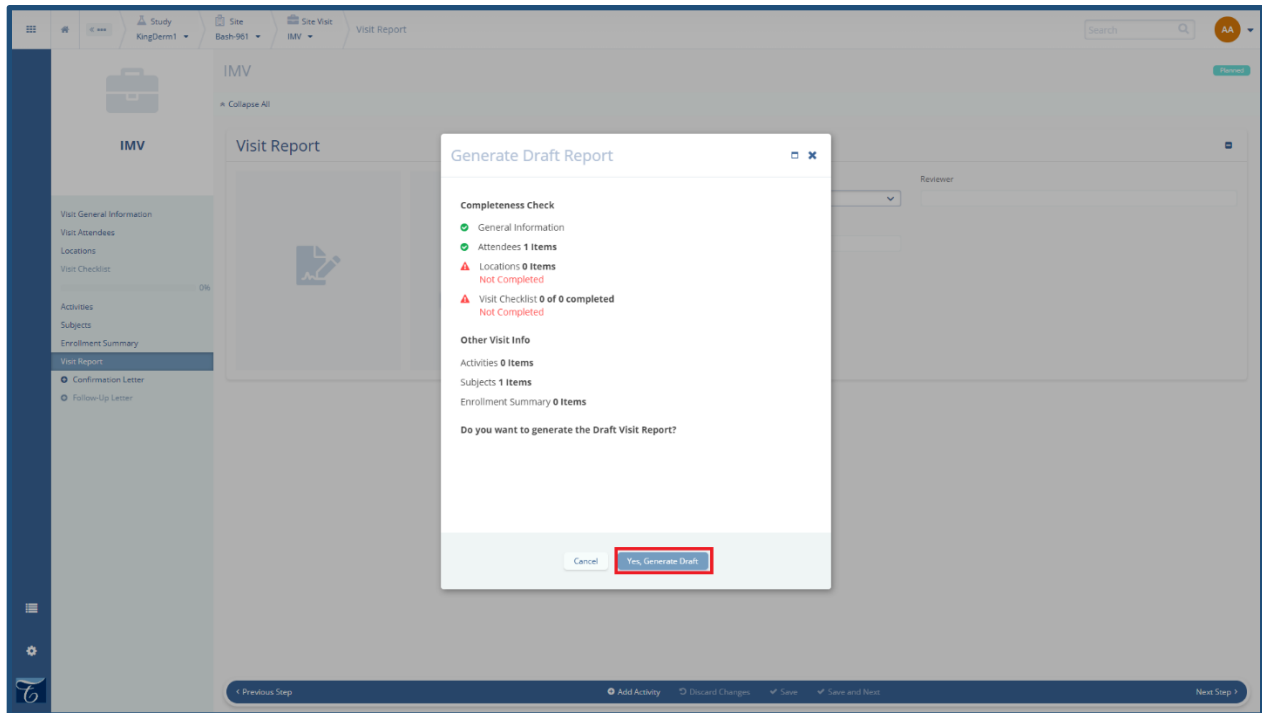 Study
KingDerm1
Site
Bash-961
Site Visit
IMV
Visit Report
Search
AA
IMV
Planned
Collapse All
IMV
Visit General Information
Visit Attendees
Locations
Visit Checklist
0%
Activities
Subjects
Enrollment Summary
Visit Report
Confirmation Letter
Follow-Up Letter
Visit Report
Reviewer
Generate Draft Report
Completeness Check
General Information
Attendees 1 Items
Locations 0 Items
Not Completed
Visit Checklist 0 of 0 completed
Not Completed
Other Visit Info
Activities 0 Items
Subjects 1 Items
Enrollment Summary 0 Items
Do you want to generate the Draft Visit Report?
Cancel
Yes, Generate Draft
Previous Step
Add Activity
Discard Changes
Save
Save and Next
Next Step